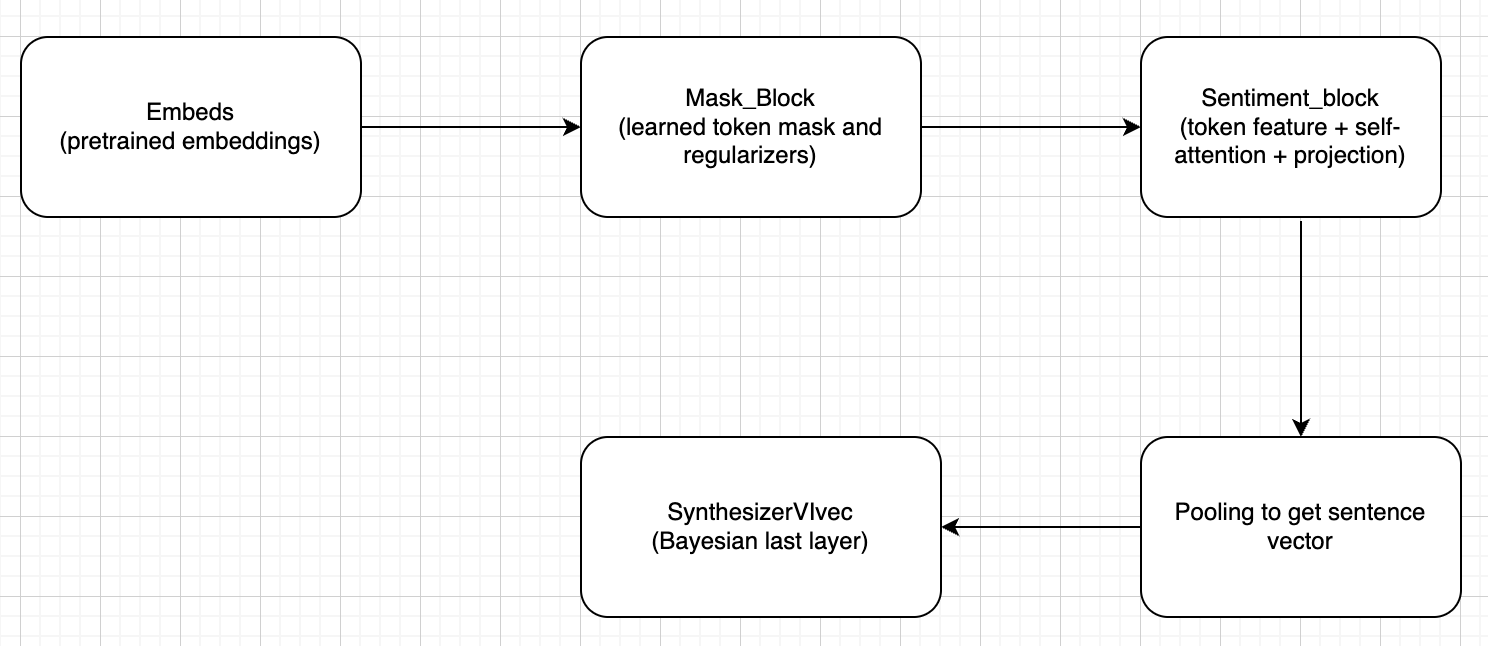 Embeds
(pretrained embeddings)
Mask_Block
(learned token mask and
regularizers)
Sentiment_block
(token feature + self-
attention + projection)
SynthesizerVIvec
(Bayesian last layer)
Pooling to get sentence
vector